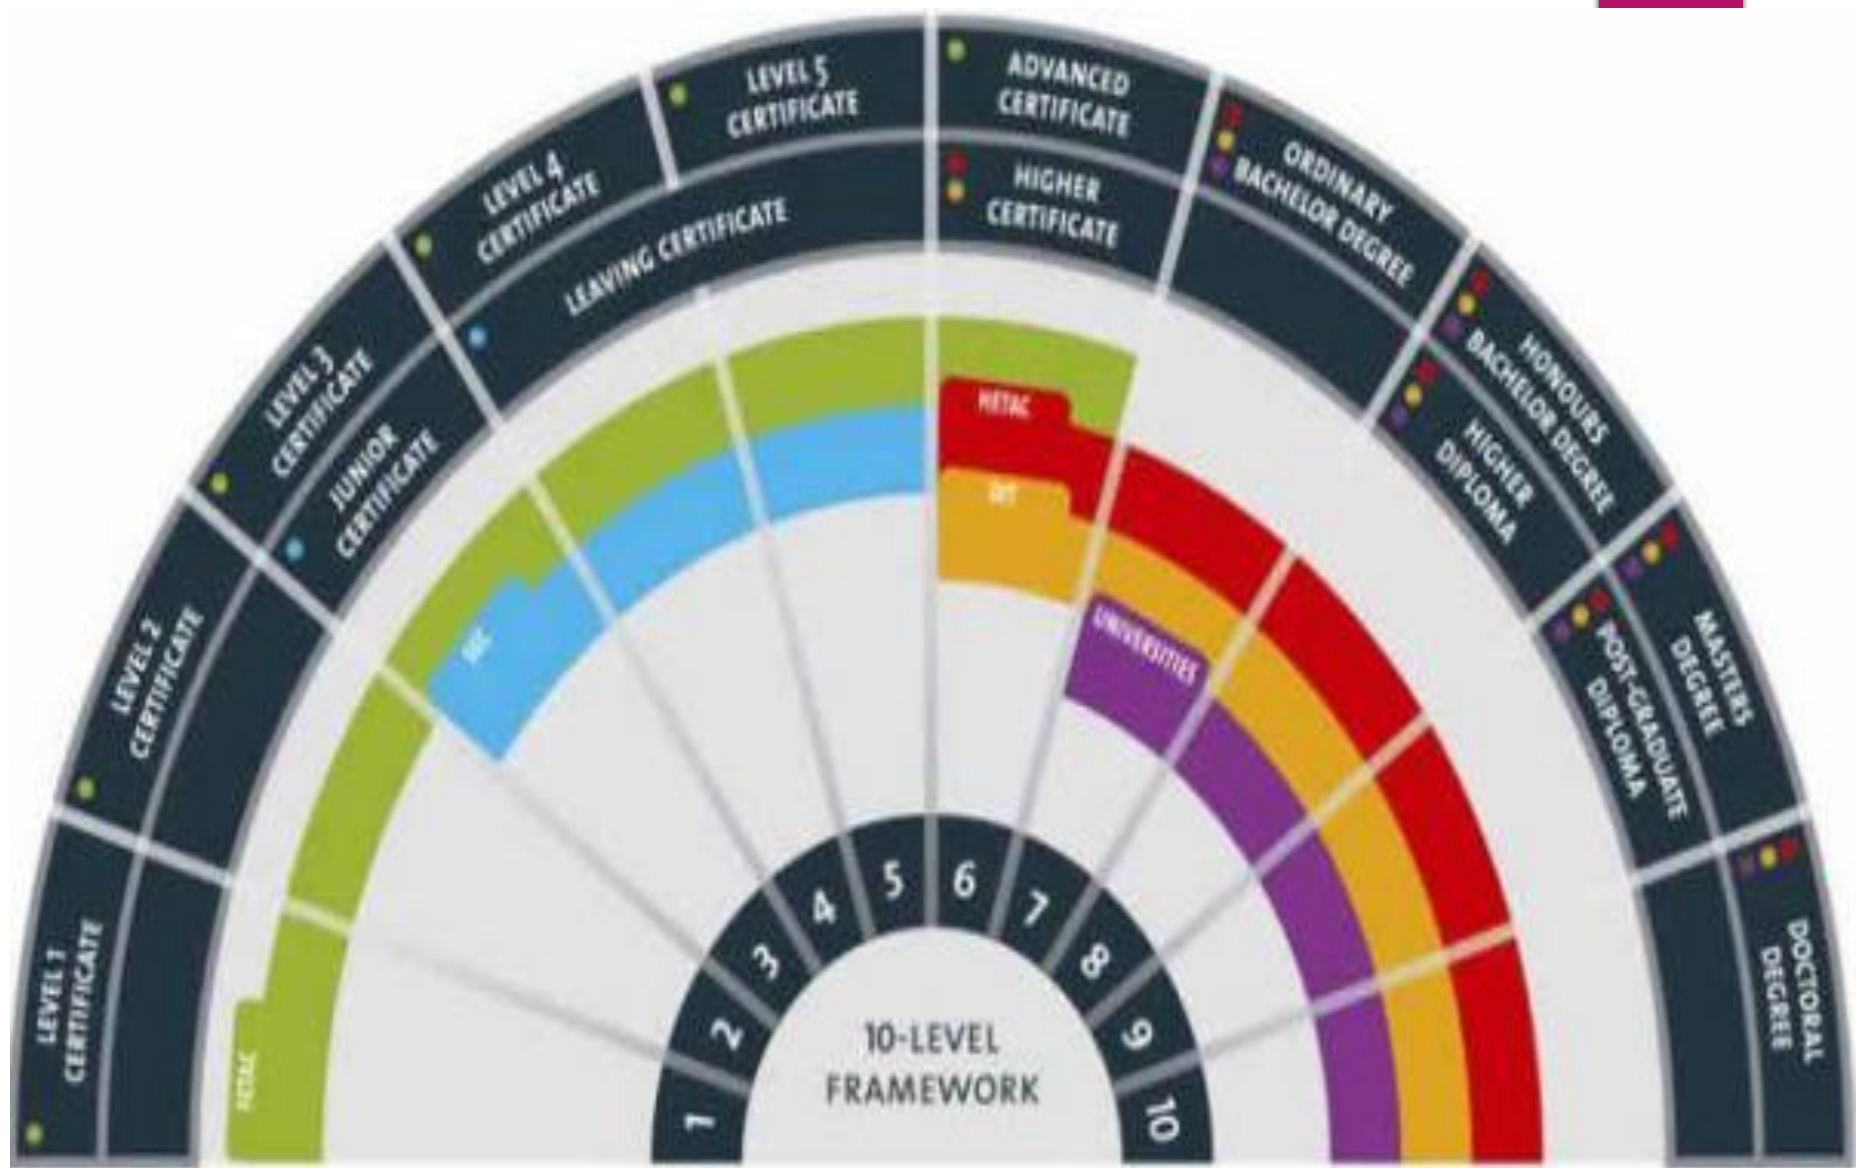 LEVEL 1
CERTIFICATE
LEVEL 2
CERTIFICATE
LEVEL 3
CERTIFICATE
JUNIOR
CERTIFICATE
LEVEL 4
CERTIFICATE
LEVEL 5
CERTIFICATE
LEAVING CERTIFICATE
ADVANCED
CERTIFICATE
HIGHER
CERTIFICATE
ORDINARY
BACHELOR DEGREE
HONOURS
BACHELOR DEGREE
HIGHER
DIPLOMA
MASTERS
DEGREE
POST-GRADUATE
DIPLOMA
DOCTORAL
DEGREE
FETAC
SEC
HETAC
DIT
UNIVERSITIES
1
2
3
4
5
6
7
8
9
10
10-LEVEL
FRAMEWORK